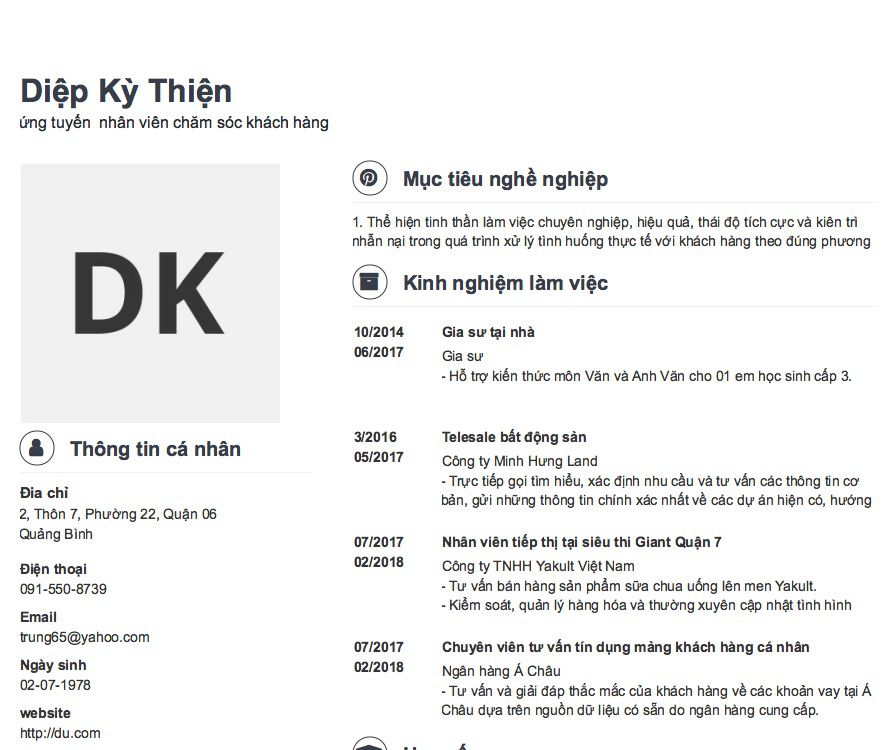 Diệp Kỳ Thiện
ứng tuyển nhân viên chăm sóc khách hàng
DK
Thông tin cá nhân
Đia chỉ
2, Thôn 7, Phường 22, Quận 06
Quảng Bình
Điện thoại
091-550-8739
Email
trung65@yahoo.com
Ngày sinh
02-07-1978
website
http://du.com
Mục tiêu nghề nghiệp
1. Thể hiện tinh thần làm việc chuyên nghiệp, hiệu quả, thái độ tích cực và kiên trì
nhẫn nại trong quá trình xử lý tình huống thực tế với khách hàng theo đúng phương
Kinh nghiệm làm việc
10/2014
06/2017
Gia sư tại nhà
Gia sư
- Hỗ trợ kiến thức môn Văn và Anh Văn cho 01 em học sinh cấp 3.
3/2016
05/2017
Telesale bất động sản
Công ty Minh Hưng Land
- Trực tiếp gọi tìm hiểu, xác định nhu cầu và tư vấn các thông tin cơ
bản, gửi những thông tin chính xác nhất về các dự án hiện có, hướng
07/2017
02/2018
Nhân viên tiếp thị tại siêu thi Giant Quận 7
Công ty TNHH Yakult Việt Nam
- Tư vấn bán hàng sản phẩm sữa chua uống lên men Yakult.
- Kiểm soát, quản lý hàng hóa và thường xuyên cập nhật tình hình
07/2017
02/2018
Chuyên viên tư vấn tín dụng mảng khách hàng cá nhân
Ngân hàng Á Châu
- Tư vấn và giải đáp thắc mắc của khách hàng về các khoản vay tại Á
Châu dựa trên nguồn dữ liệu có sẵn do ngân hàng cung cấp.